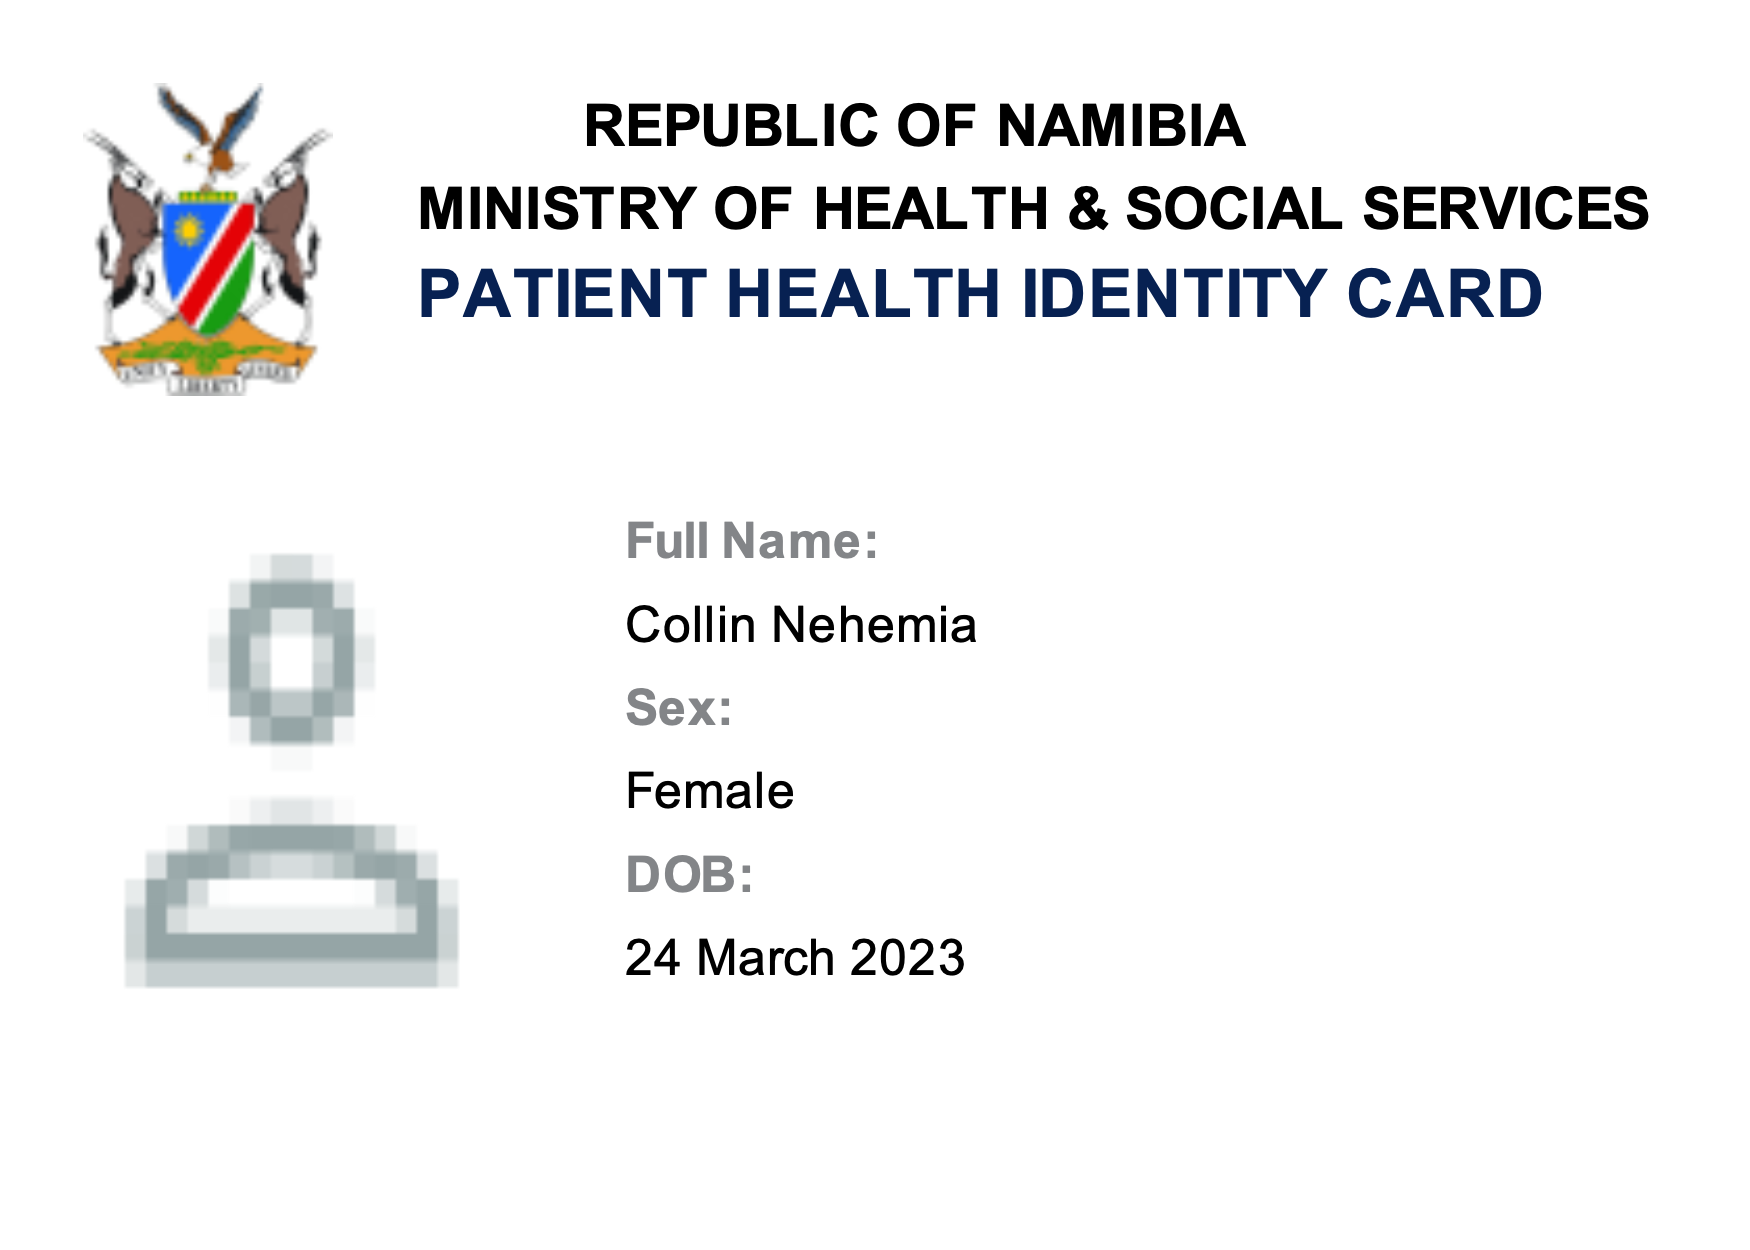 REPUBLIC OF NAMIBIA
MINISTRY OF HEALTH & SOCIAL SERVICES
PATIENT HEALTH IDENTITY CARD
LIBERTY
Full Name:
Collin Nehemia
Sex:
Female
DOB:
24 March 2023